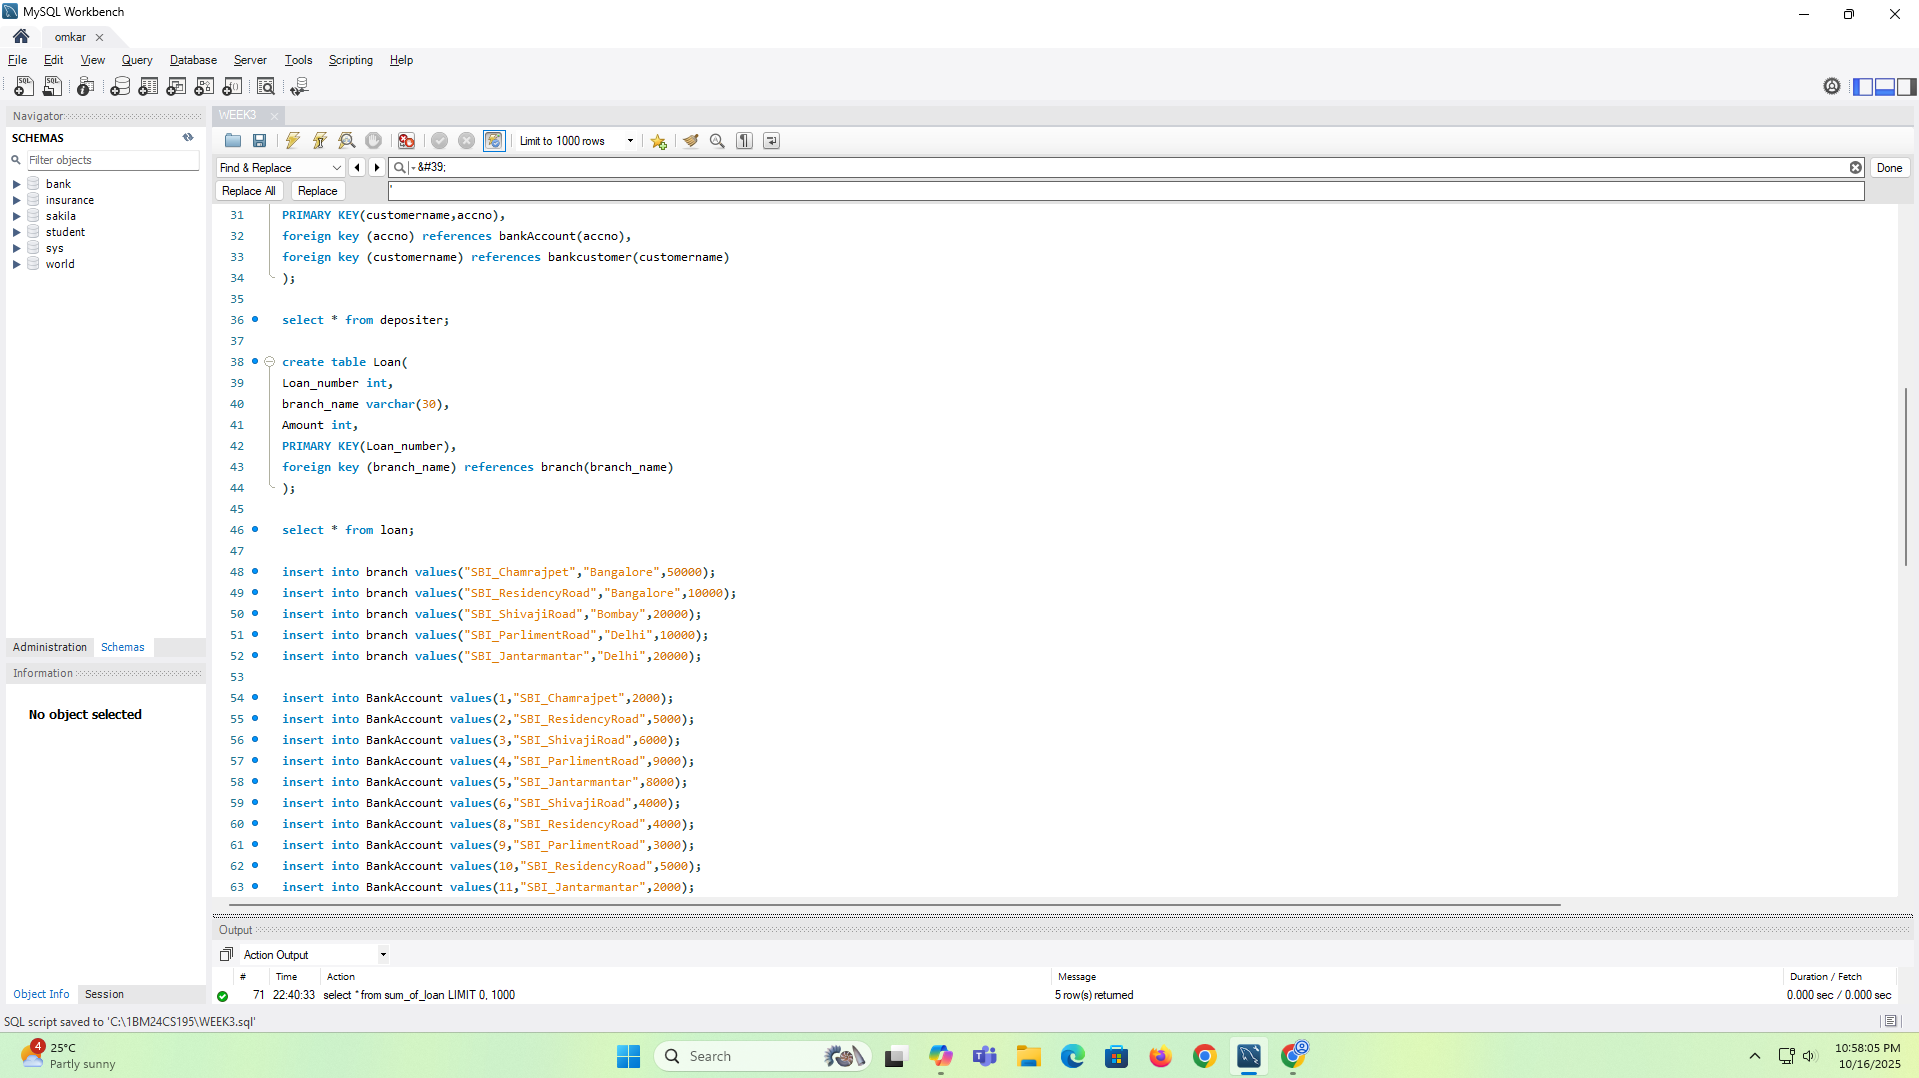 MySQL Workbench
omkar
File Edit View Query Database Server Tools Scripting Help
Navigator
SCHEMAS
Filter objects
bank
insurance
sakila
student
sys
world
Administration Schemas
Information
No object selected
Object Info Session
WEEK3
Limit to 1000 rows
Find & Replace &#39; Done
Replace All Replace '
31 PRIMARY KEY(customername,accno),
32 foreign key (accno) references bankAccount(accno),
33 foreign key (customername) references bankcustomer(customername)
34 );
35
36 select * from depositer;
37
38 create table Loan(
39 Loan_number int,
40 branch_name varchar(30),
41 Amount int,
42 PRIMARY KEY(Loan_number),
43 foreign key (branch_name) references branch(branch_name)
44 );
45
46 select * from loan;
47
48 insert into branch values("SBI_Chamrajpet","Bangalore",50000);
49 insert into branch values("SBI_ResidencyRoad","Bangalore",10000);
50 insert into branch values("SBI_ShivajiRoad","Bombay",20000);
51 insert into branch values("SBI_ParlimentRoad","Delhi",10000);
52 insert into branch values("SBI_Jantarmantar","Delhi",20000);
53
54 insert into BankAccount values(1,"SBI_Chamrajpet",2000);
55 insert into BankAccount values(2,"SBI_ResidencyRoad",5000);
56 insert into BankAccount values(3,"SBI_ShivajiRoad",6000);
57 insert into BankAccount values(4,"SBI_ParlimentRoad",9000);
58 insert into BankAccount values(5,"SBI_Jantarmantar",8000);
59 insert into BankAccount values(6,"SBI_ShivajiRoad",4000);
60 insert into BankAccount values(8,"SBI_ResidencyRoad",4000);
61 insert into BankAccount values(9,"SBI_ParlimentRoad",3000);
62 insert into BankAccount values(10,"SBI_ResidencyRoad",5000);
63 insert into BankAccount values(11,"SBI_Jantarmantar",2000);
Output
Action Output
# Time Action Message Duration / Fetch
71 22:40:33 select * from sum_of_loan LIMIT 0, 1000 5 row(s) returned 0.000 sec / 0.000 sec
SQL script saved to 'C:\1BM24CS195\WEEK3.sql'
4
25°C
Partly sunny
Search
10:58:05 PM
10/16/2025